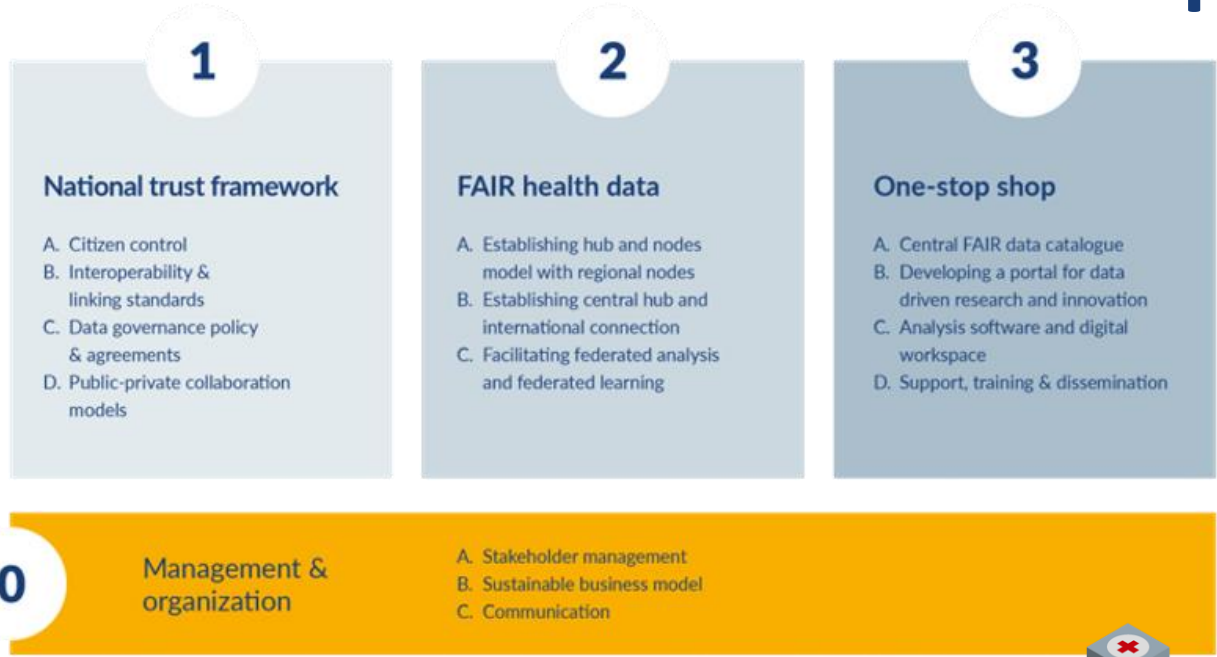 1
National trust framework
A. Citizen control
B. Interoperability &
linking standards
C. Data governance policy
& agreements
D. Public-private collaboration
models
2
FAIR health data
A. Establishing hub and nodes
model with regional nodes
B. Establishing central hub and
international connection
C. Facilitating federated analysis
and federated learning
3
One-stop shop
A. Central FAIR data catalogue
B. Developing a portal for data
driven research and innovation
C. Analysis software and digital
workspace
D. Support, training & dissemination
0
Management &
organization
A. Stakeholder management
B. Sustainable business model
C. Communication